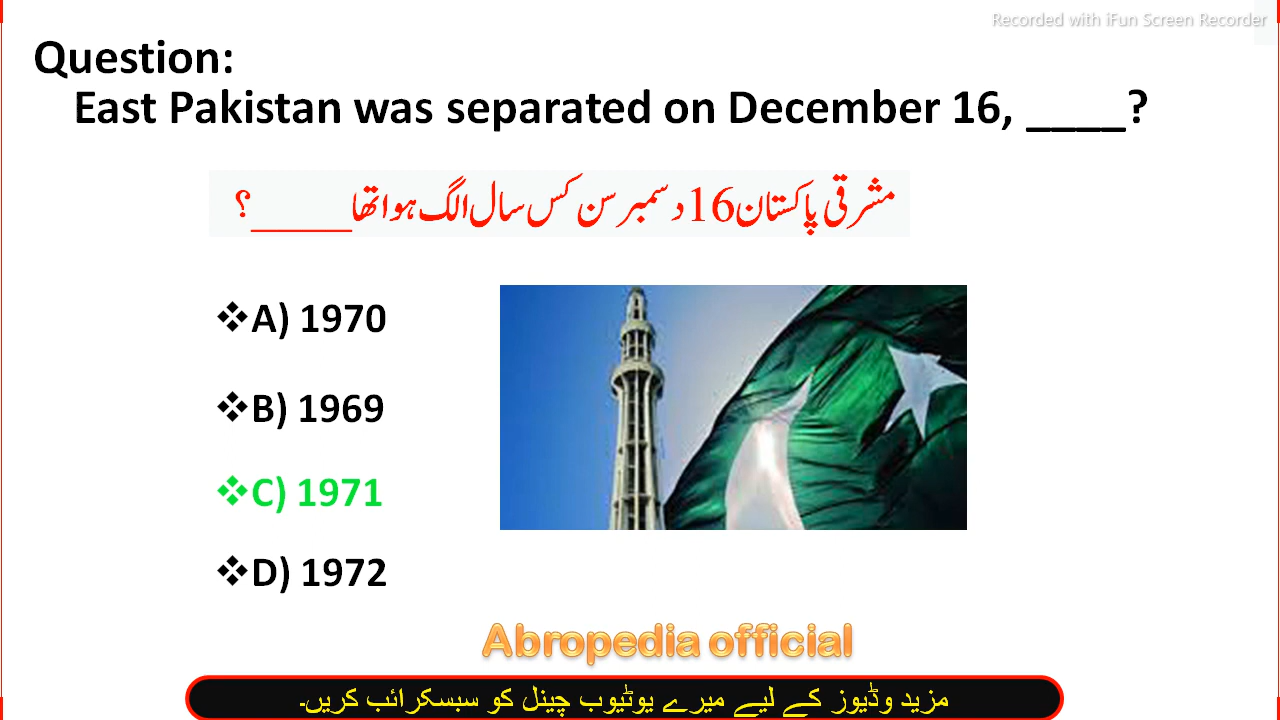 Recorded with iFun Screen Recorder
Question:
East Pakistan was separated on December 16, ____?
مشرقی پاکستان 16 دسمبر سن کس سال الگ ہوا تھا____؟
❖A) 1970
❖B) 1969
❖C) 1971
❖D) 1972
Abropedia official
مزید وڈیوز کے لیے میرے یوٹیوب چینل کو سبسکرائب کریں۔